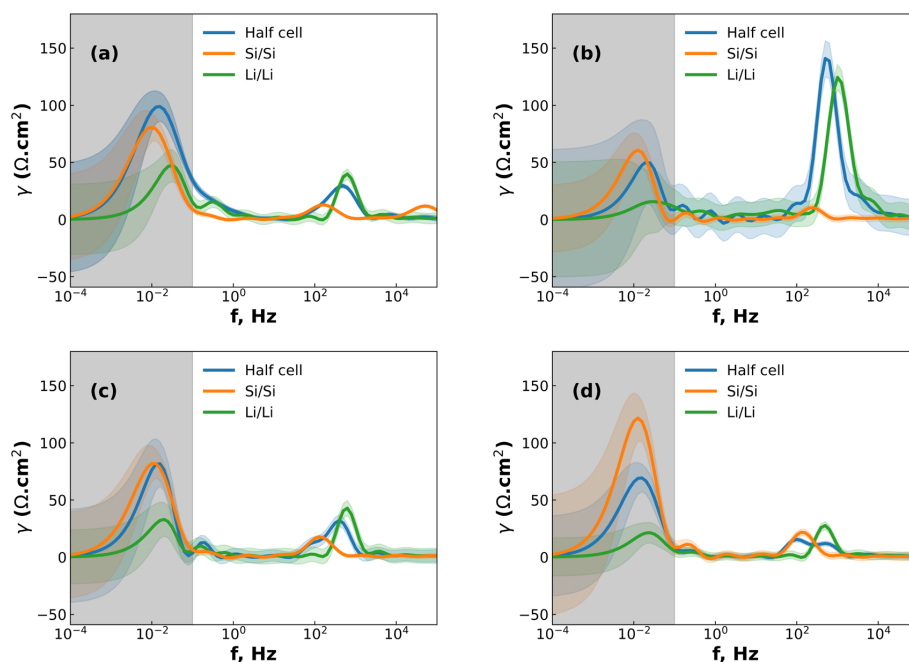 (a)
Half cell
Si/Si
Li/Li
150
100
50
0
−50
γ (Ω.cm²)
10⁻⁴ 10⁻² 10⁰ 10² 10⁴
f, Hz
(b)
Half cell
Si/Si
Li/Li
150
100
50
0
−50
γ (Ω.cm²)
10⁻⁴ 10⁻² 10⁰ 10² 10⁴
f, Hz
(c)
Half cell
Si/Si
Li/Li
150
100
50
0
−50
γ (Ω.cm²)
10⁻⁴ 10⁻² 10⁰ 10² 10⁴
f, Hz
(d)
Half cell
Si/Si
Li/Li
150
100
50
0
−50
γ (Ω.cm²)
10⁻⁴ 10⁻² 10⁰ 10² 10⁴
f, Hz